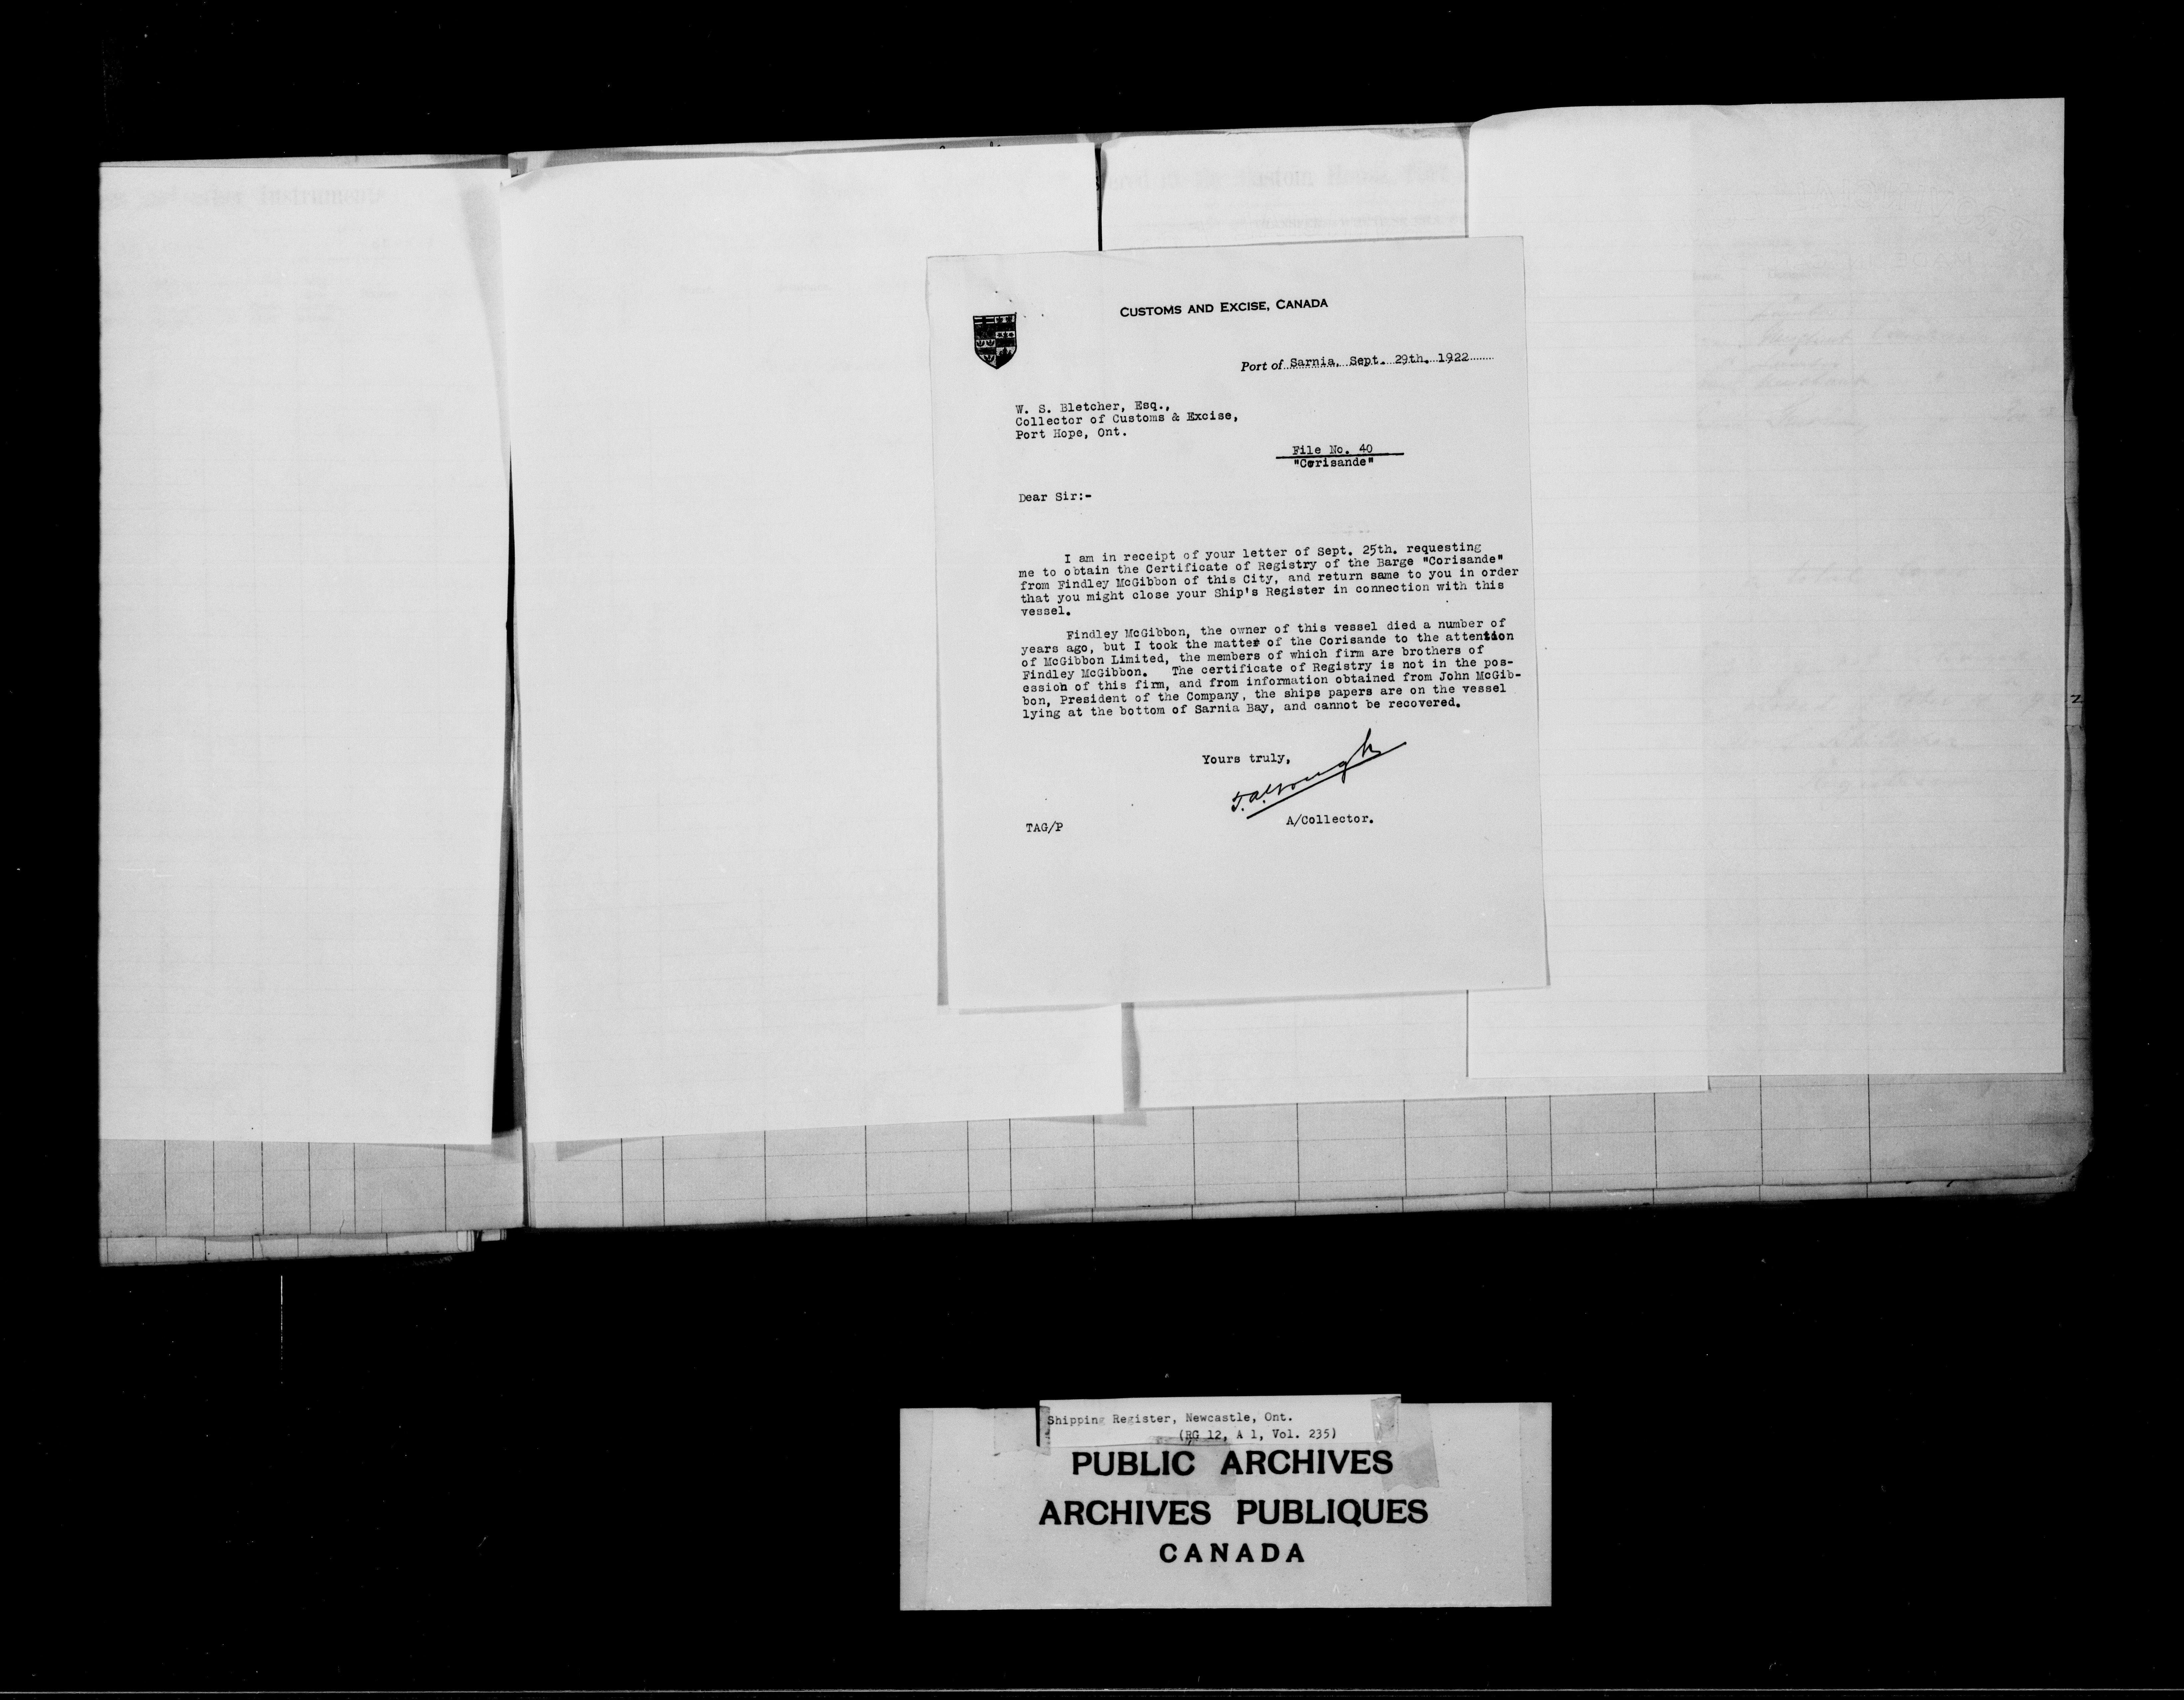 CUSTOMS AND EXCISE, CANADA
Port of Sarnia, Sept. 29th. 1922
W. S. Bletcher, Esq.,
Collector of Customs & Excise,
Port Hope, Ont.
File No. 40
"Corisande"
Dear Sir:-
I am in receipt of your letter of Sept. 25th. requesting
me to obtain the Certificate of Registry of the Barge "Corisande"
from Findley McGibbon of this City, and return same to you in order
that you might close your Ship's Register in connection with this
vessel.
Findley McGibbon, the owner of this vessel died a number of
years ago, but I took the matter of the Corisande to the attention
of McGibbon Limited, the members of which firm are brothers of
Findley McGibbon. The certificate of Registry is not in the pos-
ession of this firm, and from information obtained from John McGib-
bon, President of the Company, the ships papers are on the vessel
lying at the bottom of Sarnia Bay, and cannot be recovered.
Yours truly,
A/Collector.
TAG/P
Shipping Register, Newcastle, Ont.
(RG 12, A 1, Vol. 235)
PUBLIC ARCHIVES
ARCHIVES PUBLIQUES
CANADA